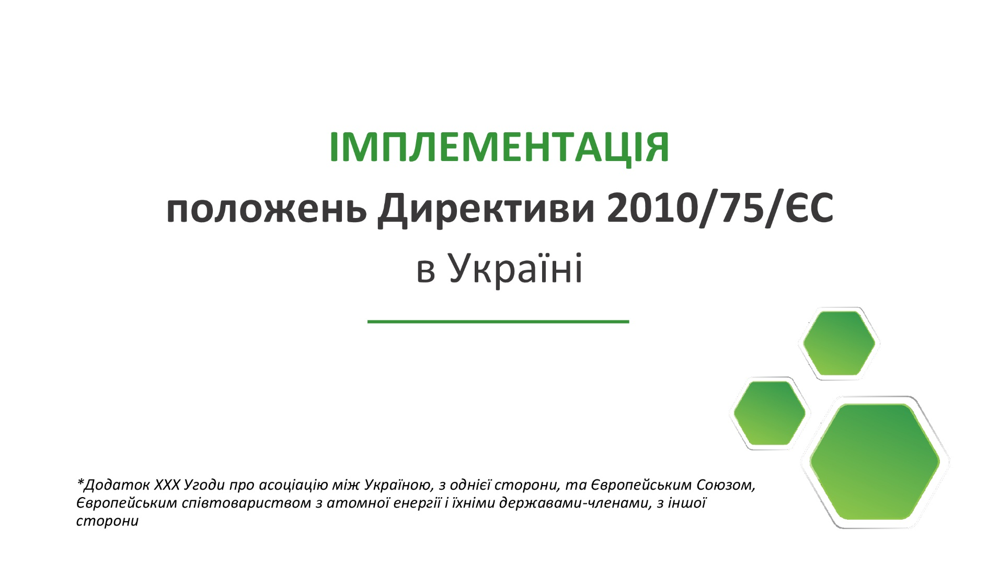 ІМПЛЕМЕНТАЦІЯ
положень Директиви 2010/75/ЄС
в Україні
*Додаток XXX Угоди про асоціацію між Україною, з однієї сторони, та Європейським Союзом,
Європейським співтовариством з атомної енергії і їхніми державами-членами, з іншої
сторони